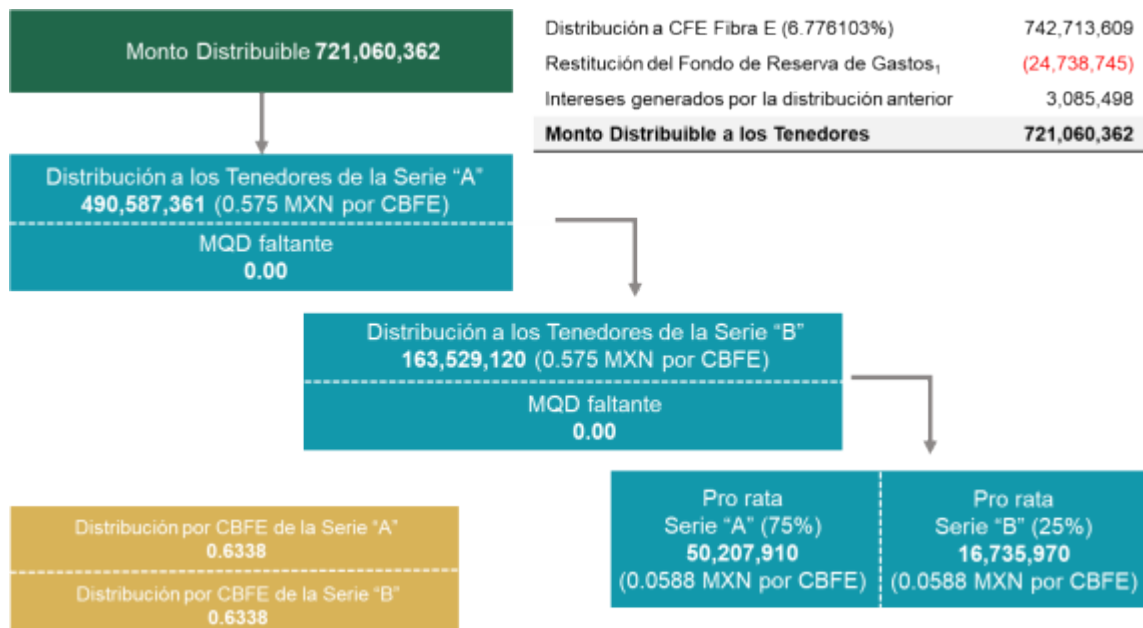 Monto Distribuible 721,060,362
Distribución a CFE Fibra E (6.776103%) 742,713,609
Restitución del Fondo de Reserva de Gastos₁ (24,738,745)
Intereses generados por la distribución anterior 3,085,498
Monto Distribuible a los Tenedores 721,060,362
Distribución a los Tenedores de la Serie “A”
490,587,361 (0.575 MXN por CBFE)
MQD faltante
0.00
Distribución a los Tenedores de la Serie “B”
163,529,120 (0.575 MXN por CBFE)
MQD faltante
0.00
Pro rata
Serie “A” (75%)
50,207,910
(0.0588 MXN por CBFE)
Pro rata
Serie “B” (25%)
16,735,970
(0.0588 MXN por CBFE)
Distribución por CBFE de la Serie “A”
0.6338
Distribución por CBFE de la Serie “B”
0.6338